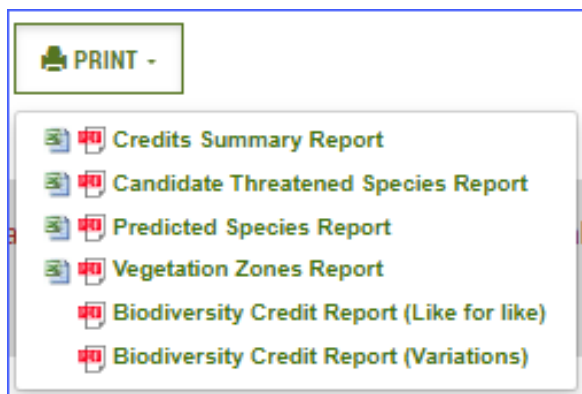 PRINT -
Credits Summary Report
Candidate Threatened Species Report
Predicted Species Report
Vegetation Zones Report
Biodiversity Credit Report (Like for like)
Biodiversity Credit Report (Variations)